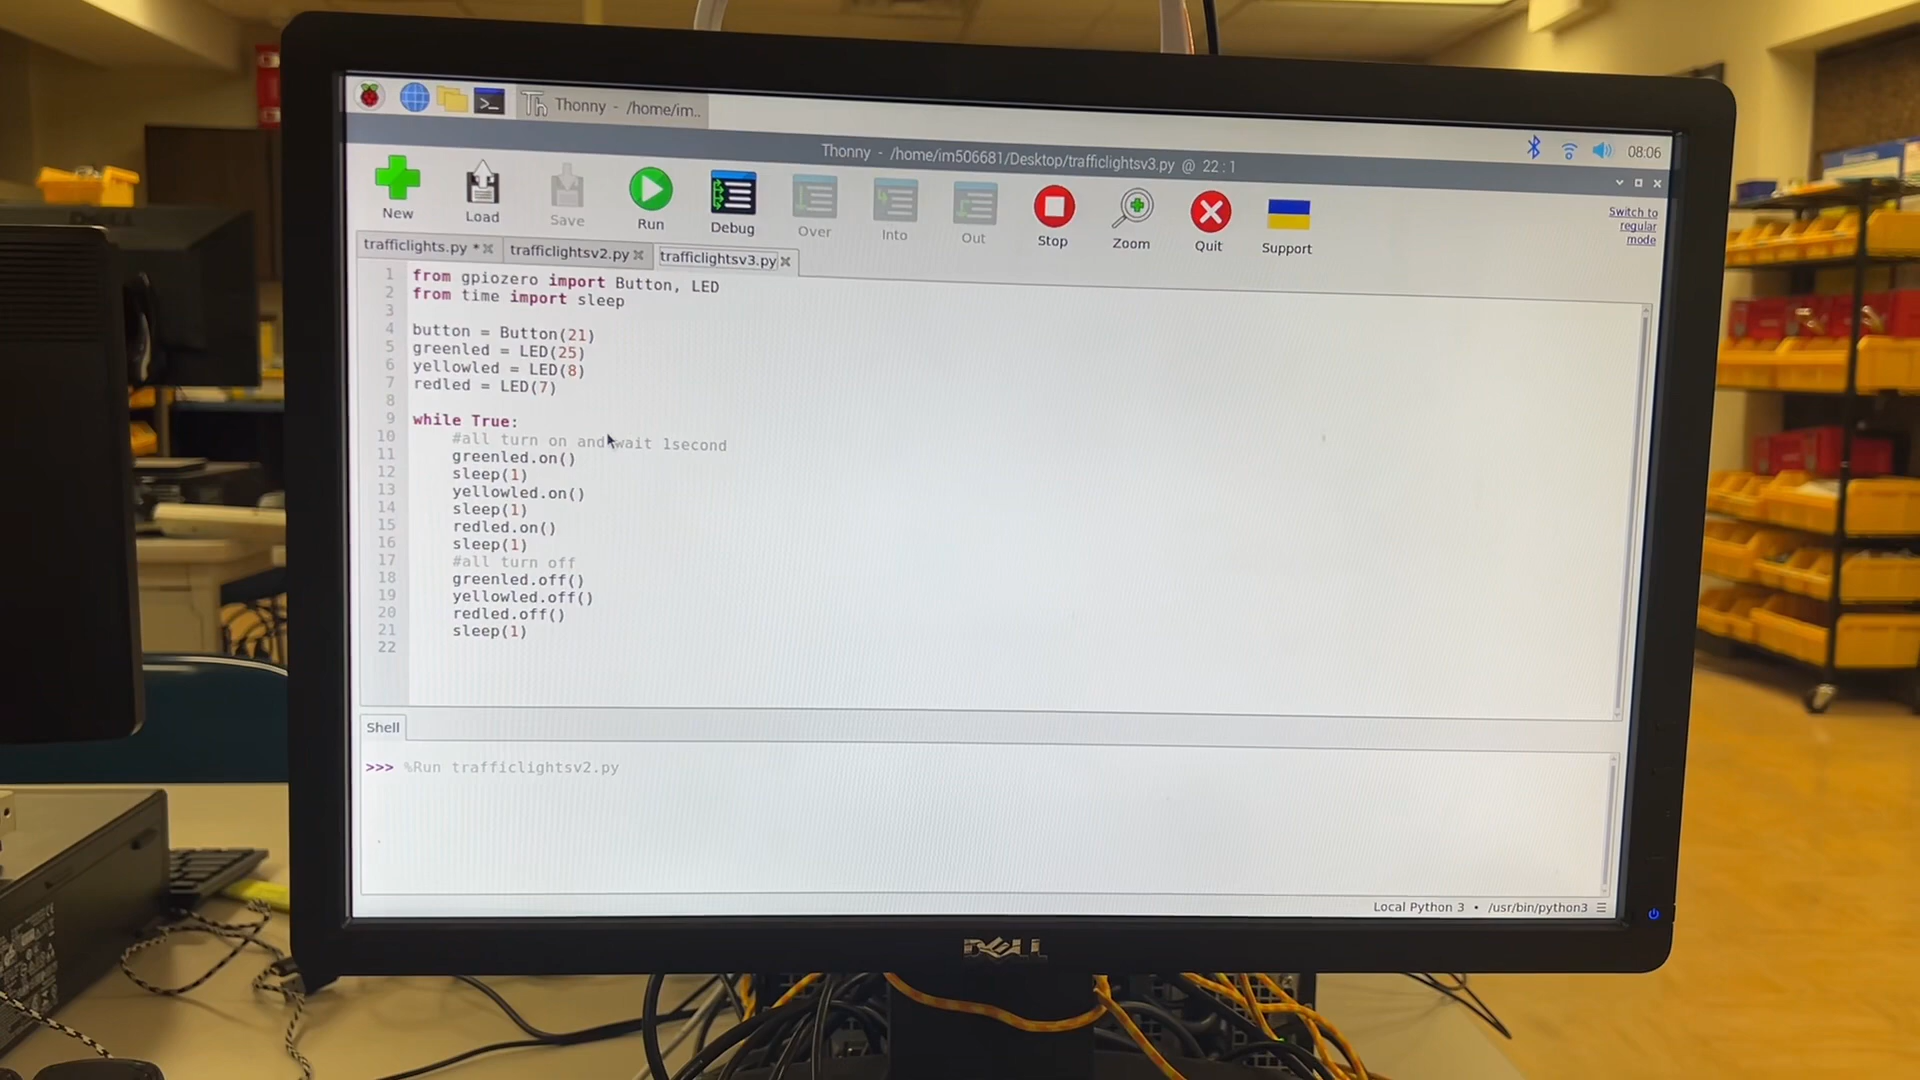 Thonny - /home/im..
Thonny - /home/im506681/Desktop/trafficlightsv3.py @ 22 : 1
08:06
New
Load
Save
Run
Debug
Over
Into
Out
Stop
Zoom
Quit
Support
Switch to
regular
mode
trafficlights.py *
trafficlightsv2.py
trafficlightsv3.py
1 from gpiozero import Button, LED
2 from time import sleep
3
4 button = Button(21)
5 greenled = LED(25)
6 yellowled = LED(8)
7 redled = LED(7)
8
9 while True:
10 #all turn on and wait 1second
11 greenled.on()
12 sleep(1)
13 yellowled.on()
14 sleep(1)
15 redled.on()
16 sleep(1)
17 #all turn off
18 greenled.off()
19 yellowled.off()
20 redled.off()
21 sleep(1)
22
Shell
>>> %Run trafficlightsv2.py
Local Python 3 • /usr/bin/python3
DELL